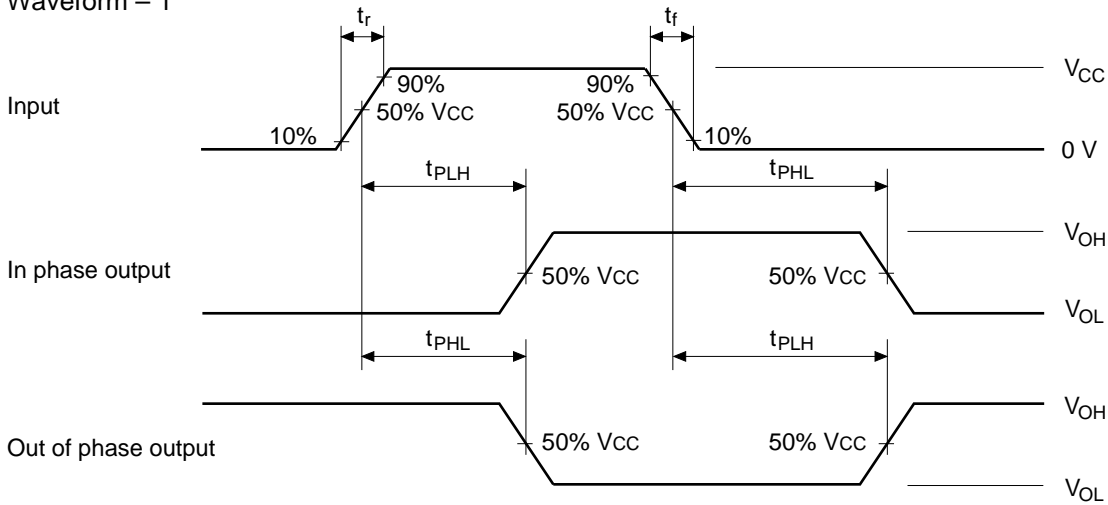 Waveform – 1
tr
tf
90%
90%
VCC
Input
50% VCC
50% VCC
10%
10%
0 V
tPLH
tPHL
VOH
In phase output
50% VCC
50% VCC
VOL
tPHL
tPLH
VOH
Out of phase output
50% VCC
50% VCC
VOL